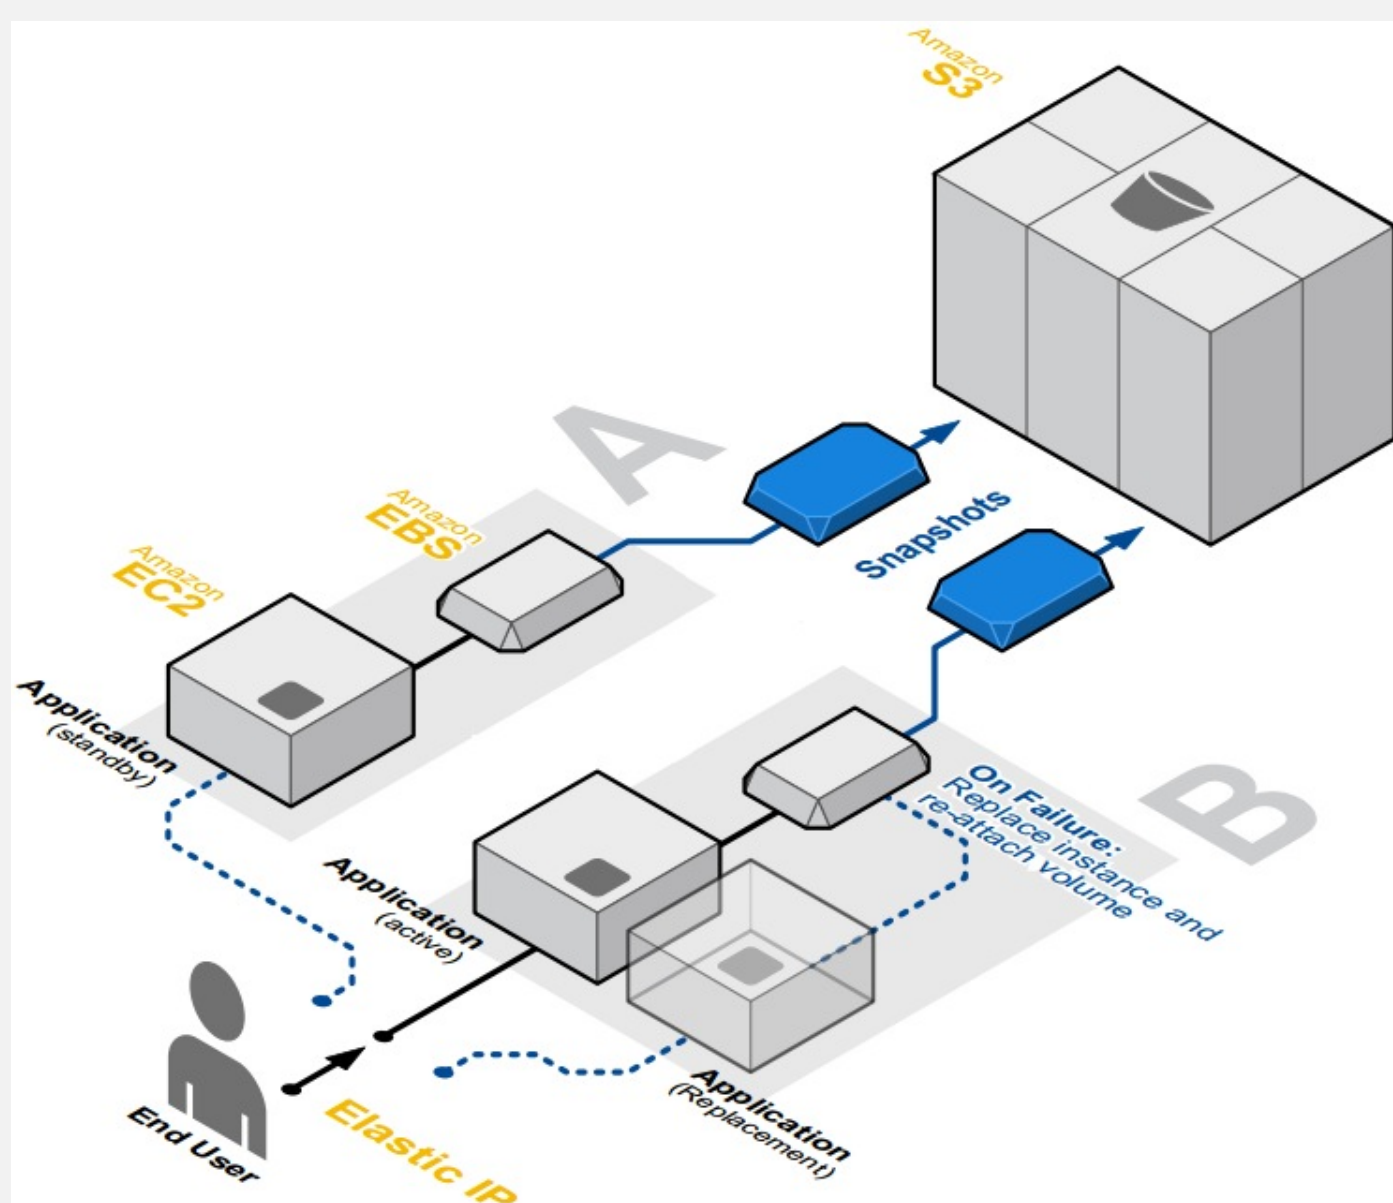 Amazon
S3
A
Amazon
EBS
Snapshots
Amazon
EC2
Application
(standby)
B
On Failure:
Replace instance and
re-attach volume
Application
(active)
Application
(Replacement)
End User
Elastic IP